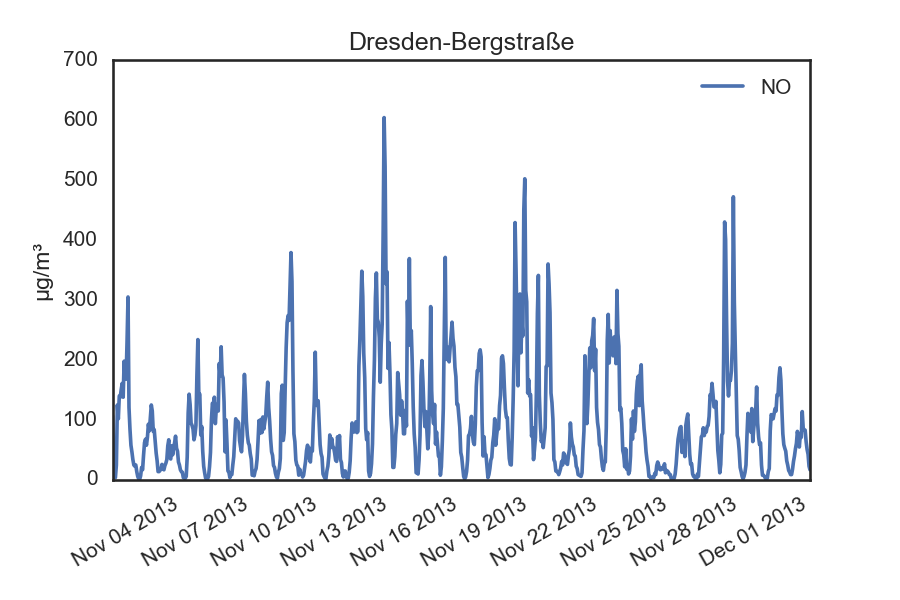 Dresden-Bergstraße
NO
µg/m³
700
600
500
400
300
200
100
0
Nov 04 2013
Nov 07 2013
Nov 10 2013
Nov 13 2013
Nov 16 2013
Nov 19 2013
Nov 22 2013
Nov 25 2013
Nov 28 2013
Dec 01 2013